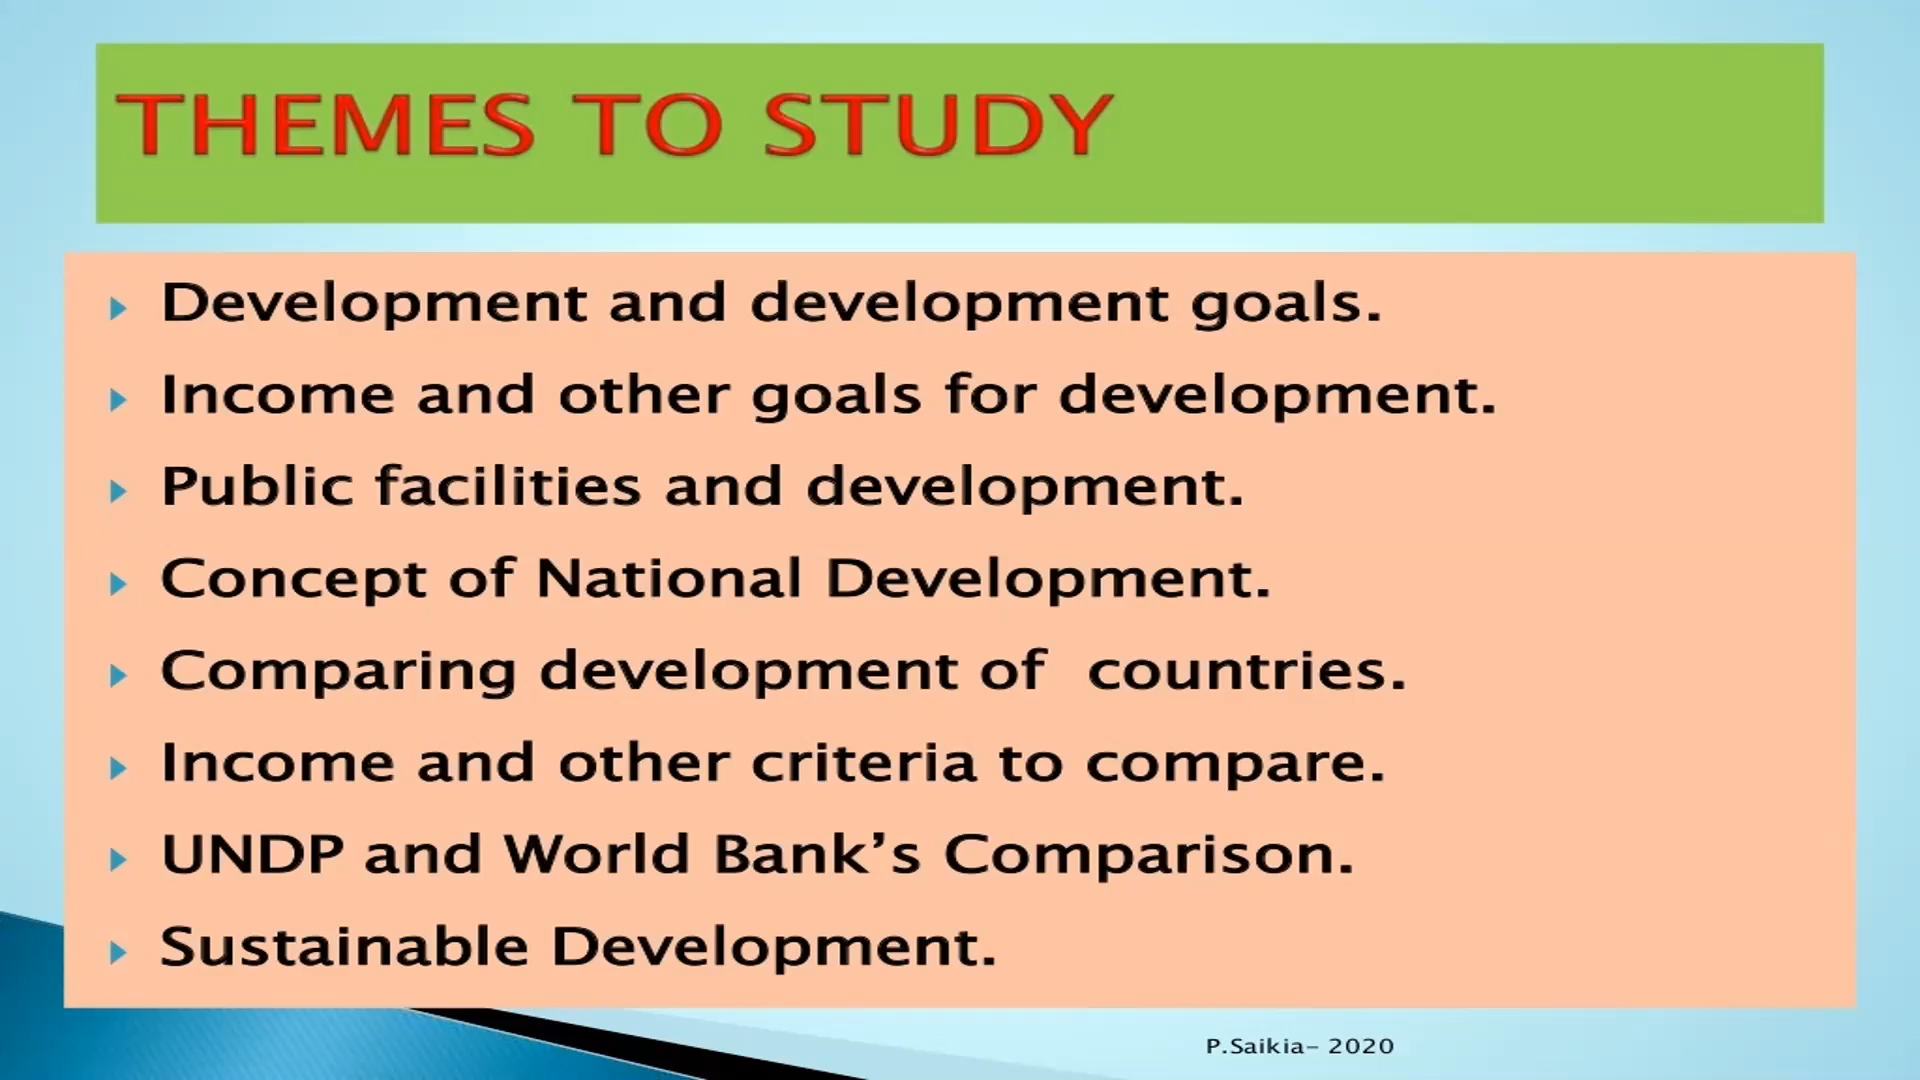 THEMES TO STUDY
Development and development goals.
Income and other goals for development.
Public facilities and development.
Concept of National Development.
Comparing development of  countries.
Income and other criteria to compare.
UNDP and World Bank’s Comparison.
Sustainable Development.
P.Saikia- 2020